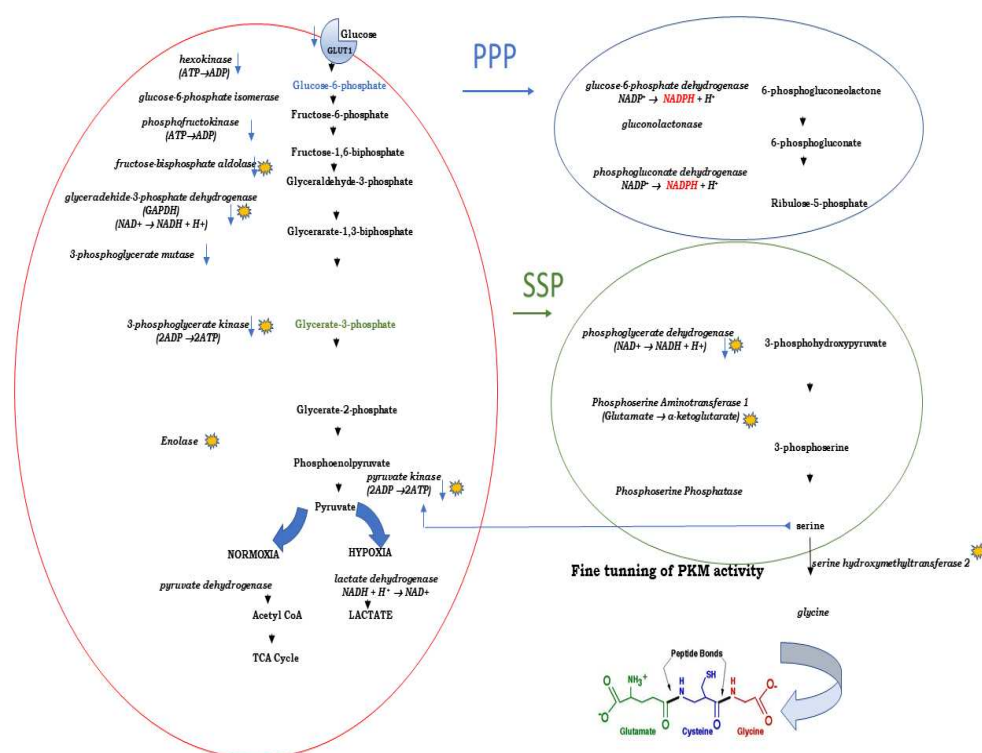 Glucose
GLUT1
hexokinase
(ATP→ADP)
Glucose-6-phosphate
glucose-6-phosphate isomerase
Fructose-6-phosphate
phosphofructokinase
(ATP→ADP)
Fructose-1,6-biphosphate
fructose-bisphosphate aldolase
Glyceraldehyde-3-phosphate
glyceradehide-3-phosphate dehydrogenase
(GAPDH)
(NAD+ → NADH + H+)
Glycerarate-1,3-biphosphate
3-phosphoglycerate mutase
3-phosphoglycerate kinase
(2ADP →2ATP)
Glycerate-3-phosphate
Glycerate-2-phosphate
Enolase
Phosphoenolpyruvate
pyruvate kinase
(2ADP →2ATP)
Pyruvate
NORMOXIA
HYPOXIA
pyruvate dehydrogenase
lactate dehydrogenase
NADH + H⁺ → NAD+
Acetyl CoA
LACTATE
TCA Cycle
PPP
glucose-6-phosphate dehydrogenase
NADP⁺ → NADPH + H⁺
6-phosphogluconeolactone
gluconolactonase
6-phosphogluconate
phosphogluconate dehydrogenase
NADP⁺ → NADPH + H⁺
Ribulose-5-phosphate
SSP
phosphoglycerate dehydrogenase
(NAD+ → NADH + H+)
3-phosphohydroxypyruvate
Phosphoserine Aminotransferase 1
(Glutamate → α-ketoglutarate)
3-phosphoserine
Phosphoserine Phosphatase
serine
Fine tunning of PKM activity
serine hydroxymethyltransferase 2
glycine
Peptide Bonds
O
NH₃⁺
H
N
SH
H
N
O-
⁻O
O
O
O
Glutamate
Cysteine
Glycine